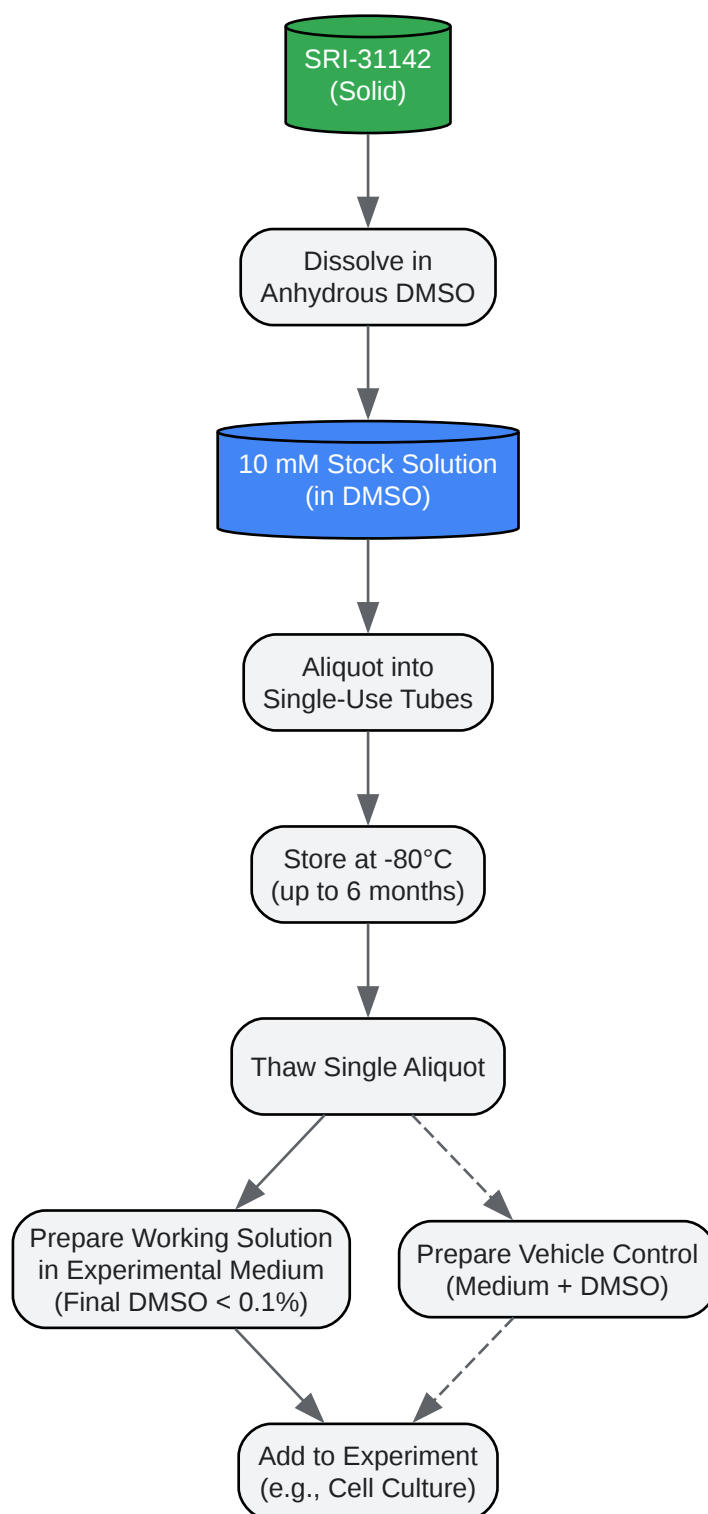 SRI-31142
(Solid)
Dissolve in
Anhydrous DMSO
10 mM Stock Solution
(in DMSO)
Aliquot into
Single-Use Tubes
Store at -80°C
(up to 6 months)
Thaw Single Aliquot
Prepare Working Solution
in Experimental Medium
(Final DMSO < 0.1%)
Prepare Vehicle Control
(Medium + DMSO)
Add to Experiment
(e.g., Cell Culture)